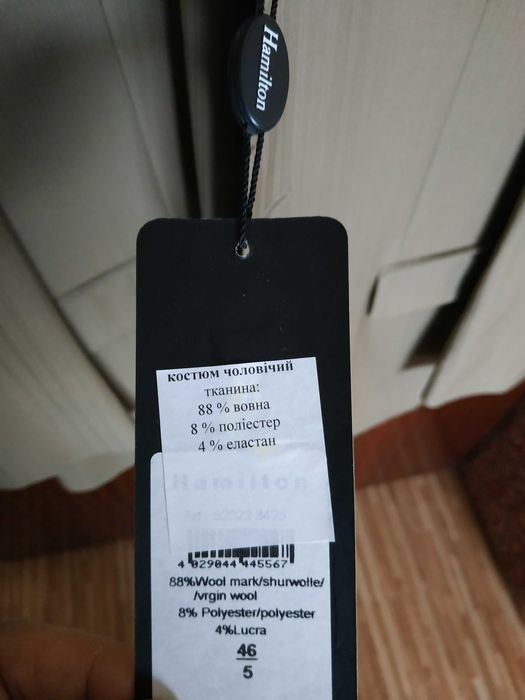 Hamilton
костюм чоловічий
тканина:
88 % вовна
8 % поліестер
4 % еластан
Hamilton
Art
4 029044 445567
88%Wool mark/shurwolle/
/vrgin wool
8% Polyester/polyester
4%Lucra
46
5